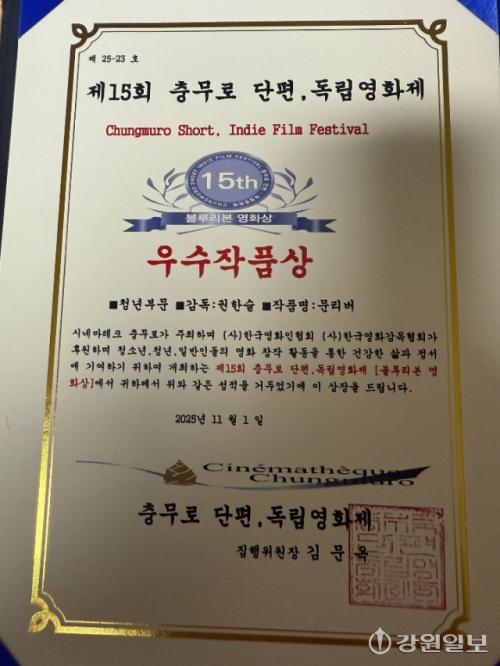 제 25-23 호
제15회 충무로 단편,독립영화제
Chungmuro Short, Indie Film Festival
15th
블루리본 영화상
우수작품상
■청년부문 ■감독:권한슬 ■작품명:문리버
시네마테크 충무로가 주최하며 (사)한국영화인협회 (사)한국영화감독협회가
후원하며 청소년,청년,일반인들의 영화 창작 활동을 통한 건강한 삶과 정서
에 기여하기 위하여 개최하는 제15회 충무로 단편,독립영화제 [블루리본 영
화상]에서 귀하께서 위와 같은 성적을 거두었기에 이 상장을 드립니다.
2025년 11월 1일
Cinémathèque
Chungmuro
충무로 단편,독립영화제
집행위원장 김문옥
강원일보